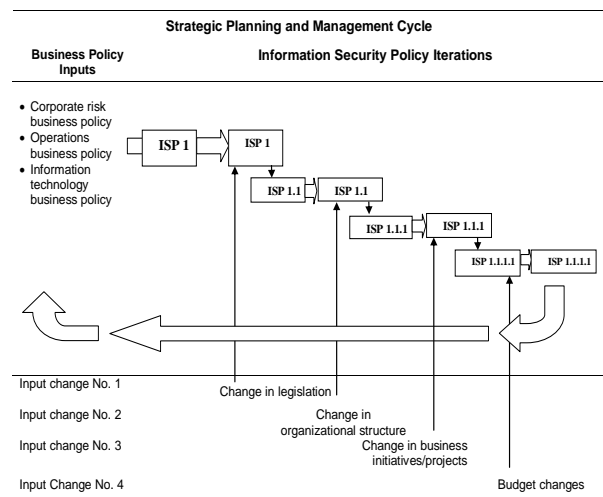 Strategic Planning and Management Cycle
Business Policy
Inputs
Information Security Policy Iterations
• Corporate risk
business policy
• Operations
business policy
• Information
technology
business policy
ISP 1
ISP 1
ISP 1.1
ISP 1.1
ISP 1.1.1
ISP 1.1.1
ISP 1.1.1.1
ISP 1.1.1.1
Input change No. 1
Change in legislation
Input change No. 2
Change in
organizational structure
Input change No. 3
Change in business
initiatives/projects
Input Change No. 4
Budget changes